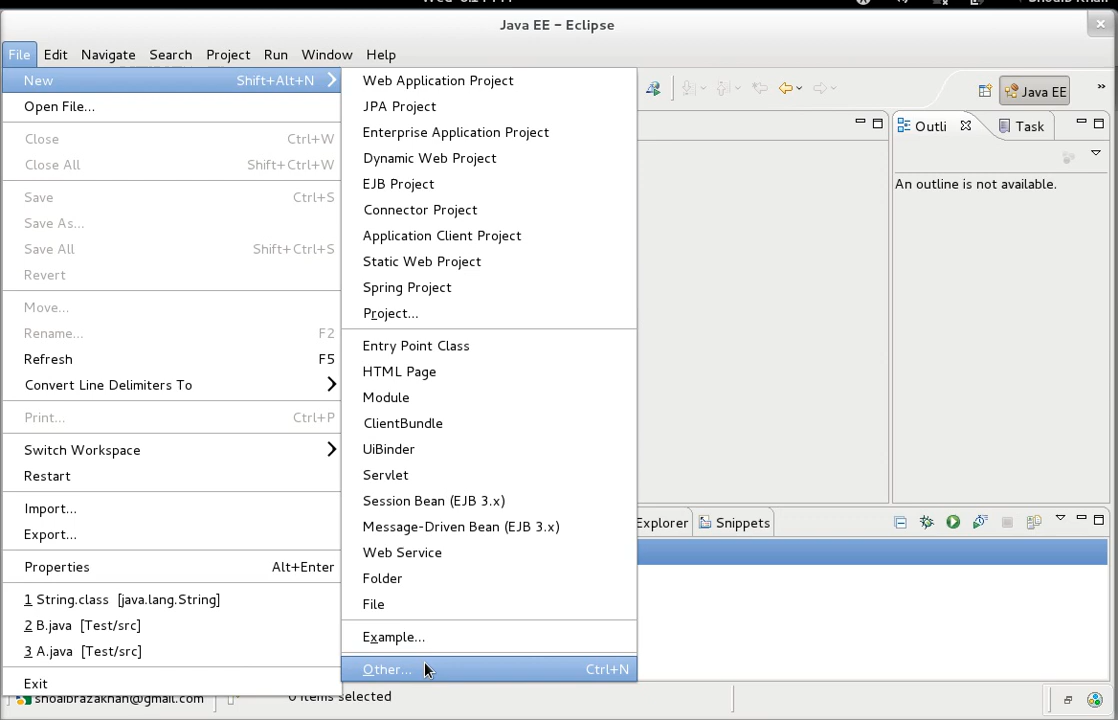 Java EE – Eclipse
File Edit Navigate Search Project Run Window Help
New Shift+Alt+N
Open File...
Close Ctrl+W
Close All Shift+Ctrl+W
Save Ctrl+S
Save As...
Save All Shift+Ctrl+S
Revert
Move...
Rename... F2
Refresh F5
Convert Line Delimiters To
Print... Ctrl+P
Switch Workspace
Restart
Import...
Export...
Properties Alt+Enter
1 String.class [java.lang.String]
2 B.java [Test/src]
3 A.java [Test/src]
Exit
Web Application Project
JPA Project
Enterprise Application Project
Dynamic Web Project
EJB Project
Connector Project
Application Client Project
Static Web Project
Spring Project
Project...
Entry Point Class
HTML Page
Module
ClientBundle
UiBinder
Servlet
Session Bean (EJB 3.x)
Message-Driven Bean (EJB 3.x)
Web Service
Folder
File
Example...
Other... Ctrl+N
Java EE
Outli Task
An outline is not available.
Explorer Snippets
shoaibrazakhan@gmail.com 0 items selected